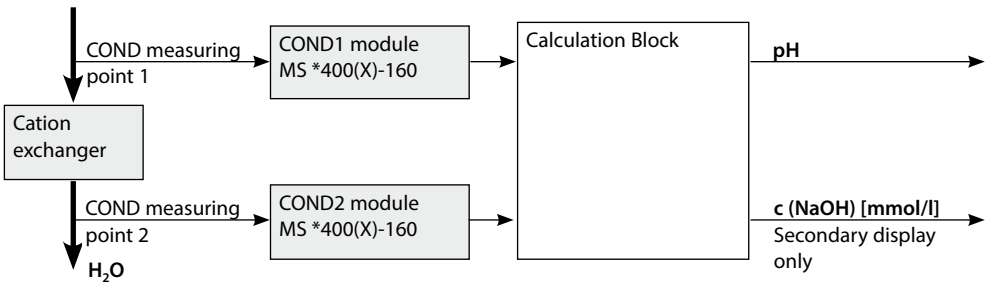 COND measuring
point 1
COND1 module
MS *400(X)-160
Calculation Block
pH
Cation
exchanger
COND measuring
point 2
COND2 module
MS *400(X)-160
c (NaOH) [mmol/l]
Secondary display
only
H₂O